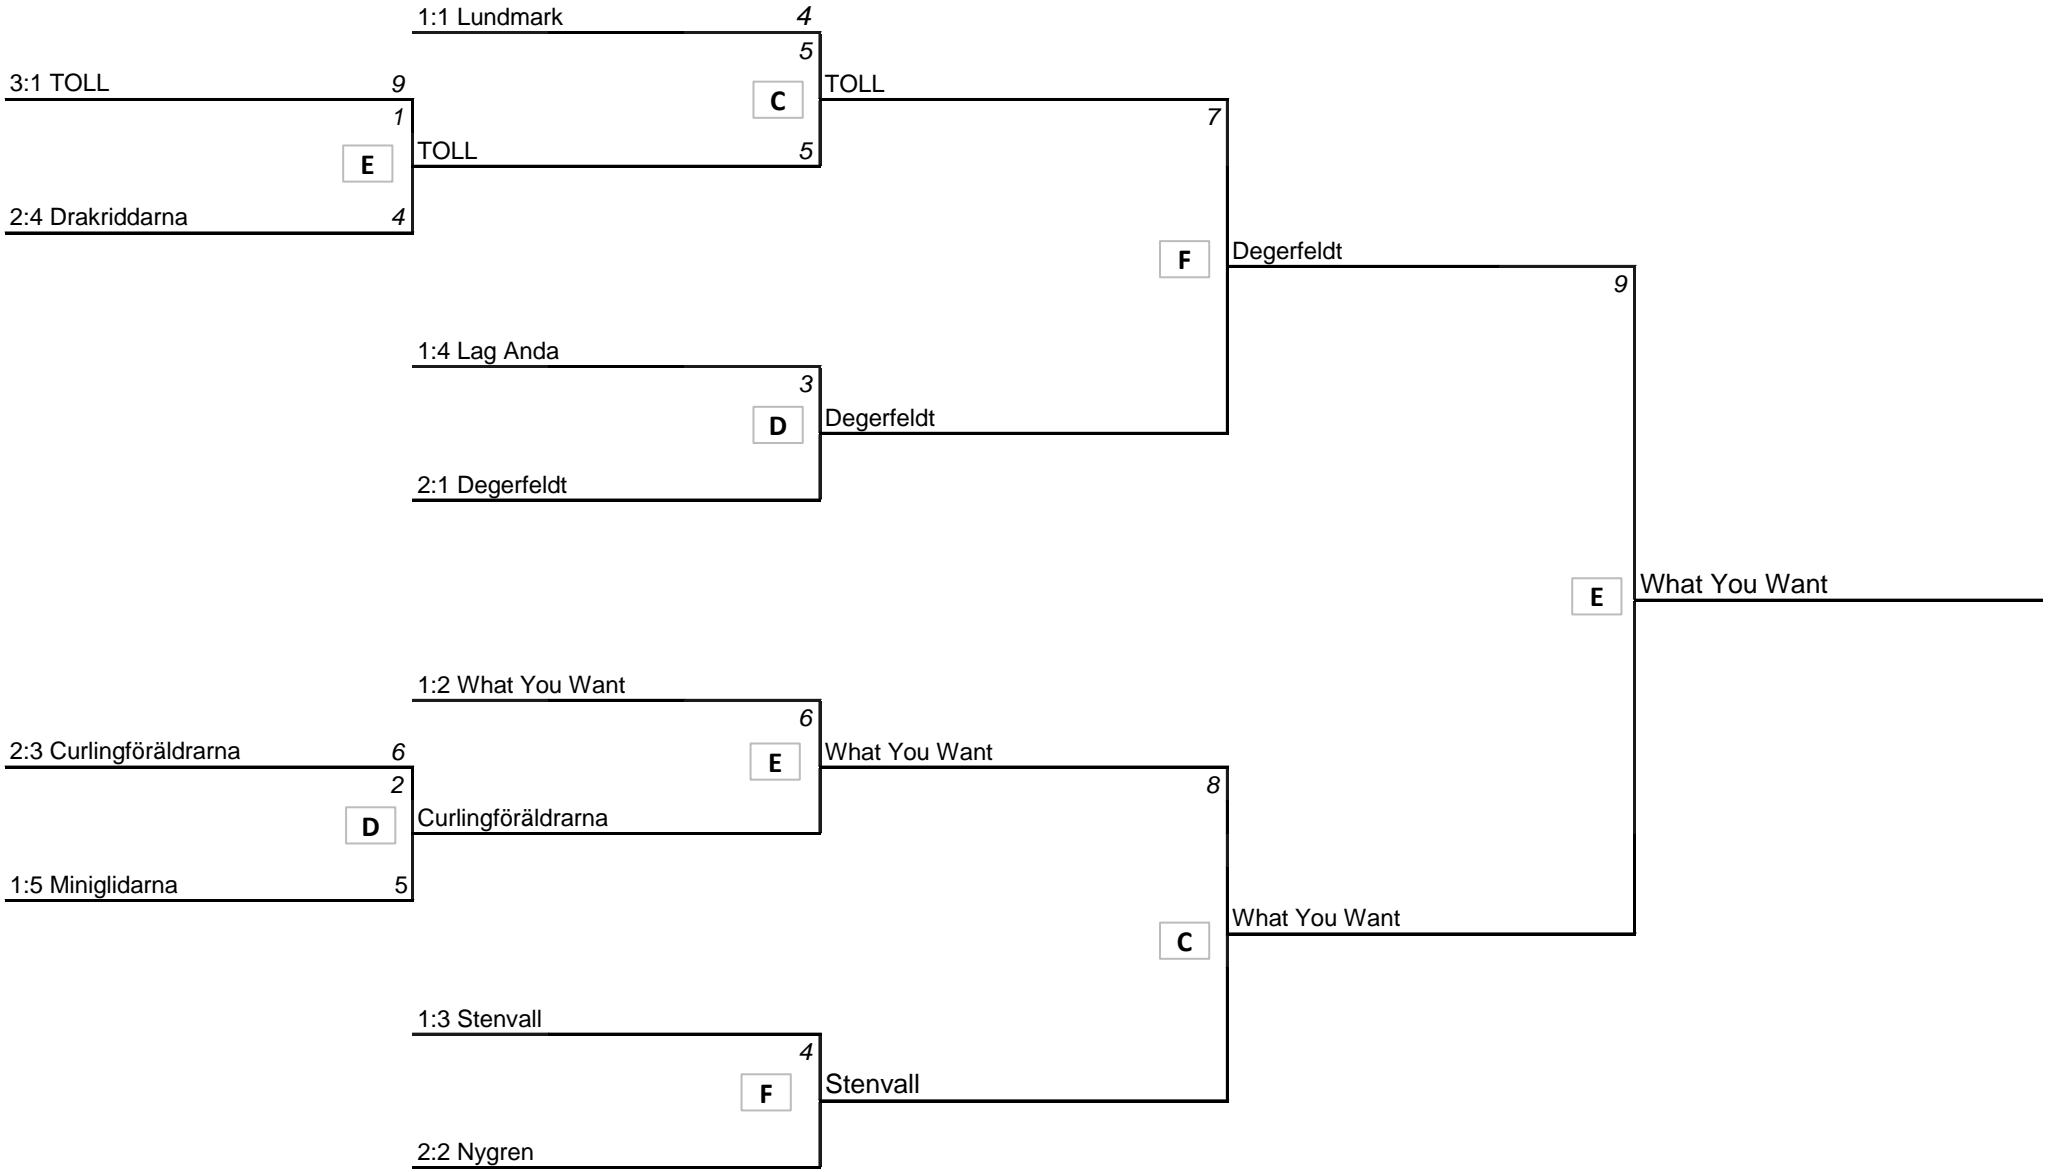 1:1 Lundmark 4
5
3:1 TOLL 9
C TOLL
1
7
E TOLL 5
2:4 Drakriddarna 4
F Degerfeldt
9
1:4 Lag Anda
3
D Degerfeldt
2:1 Degerfeldt
E What You Want
1:2 What You Want
6
2:3 Curlingföräldrarna 6
E What You Want
2
8
D Curlingföräldrarna
1:5 Miniglidarna 5
C What You Want
1:3 Stenvall
4
F Stenvall
2:2 Nygren